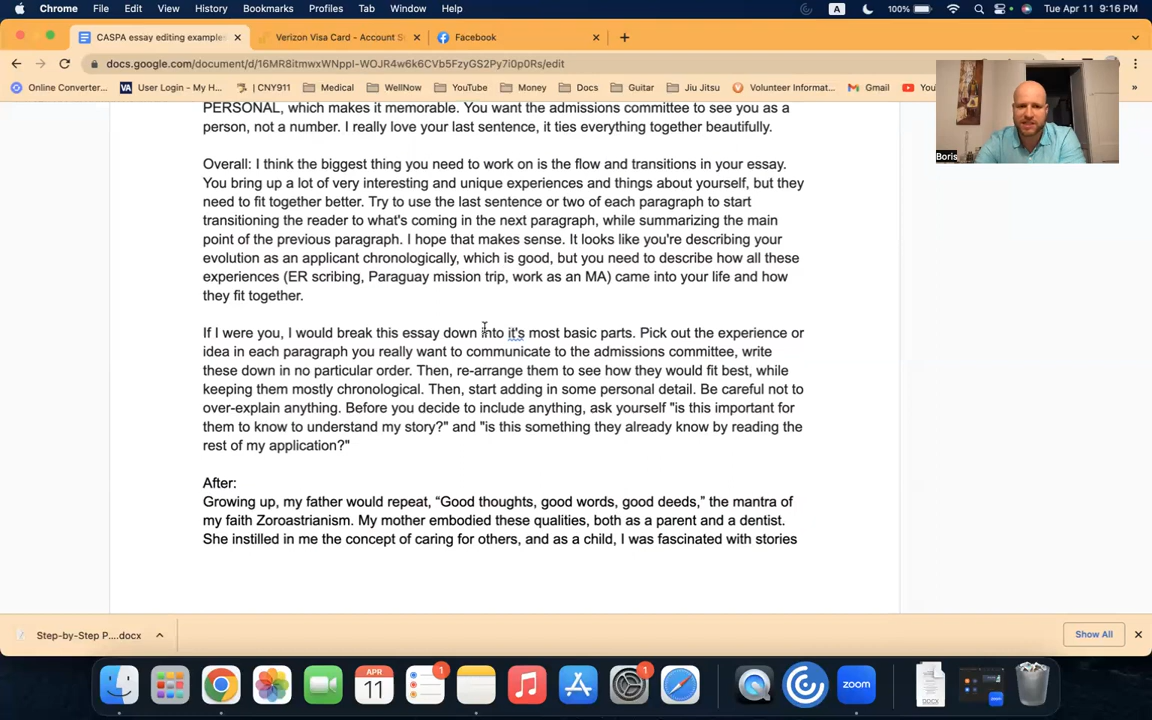 Chrome File Edit View History Bookmarks Profiles Tab Window Help A 100% Tue Apr 11 9:16 PM
CASPA essay editing example Verizon Visa Card - Account S Facebook
docs.google.com/document/d/16MR8itmwxWNppI-WOJR4w6k6CVb5FzyGS2Py7i0p0Rs/edit
Online Converter... VA User Login - My H... | CNY911 Medical WellNow YouTube Money Docs Guitar Jiu Jitsu Volunteer Informat... Gmail You
Boris
PERSONAL, which makes it memorable. You want the admissions committee to see you as a
person, not a number. I really love your last sentence, it ties everything together beautifully.
Overall: I think the biggest thing you need to work on is the flow and transitions in your essay.
You bring up a lot of very interesting and unique experiences and things about yourself, but they
need to fit together better. Try to use the last sentence or two of each paragraph to start
transitioning the reader to what's coming in the next paragraph, while summarizing the main
point of the previous paragraph. I hope that makes sense. It looks like you're describing your
evolution as an applicant chronologically, which is good, but you need to describe how all these
experiences (ER scribing, Paraguay mission trip, work as an MA) came into your life and how
they fit together.
If I were you, I would break this essay down into it's most basic parts. Pick out the experience or
idea in each paragraph you really want to communicate to the admissions committee, write
these down in no particular order. Then, re-arrange them to see how they would fit best, while
keeping them mostly chronological. Then, start adding in some personal detail. Be careful not to
over-explain anything. Before you decide to include anything, ask yourself "is this important for
them to know to understand my story?" and "is this something they already know by reading the
rest of my application?"
After:
Growing up, my father would repeat, “Good thoughts, good words, good deeds,” the mantra of
my faith Zoroastrianism. My mother embodied these qualities, both as a parent and a dentist.
She instilled in me the concept of caring for others, and as a child, I was fascinated with stories
Step-by-Step P....docx Show All
APR
11 1 1 zoom DOCX zoom